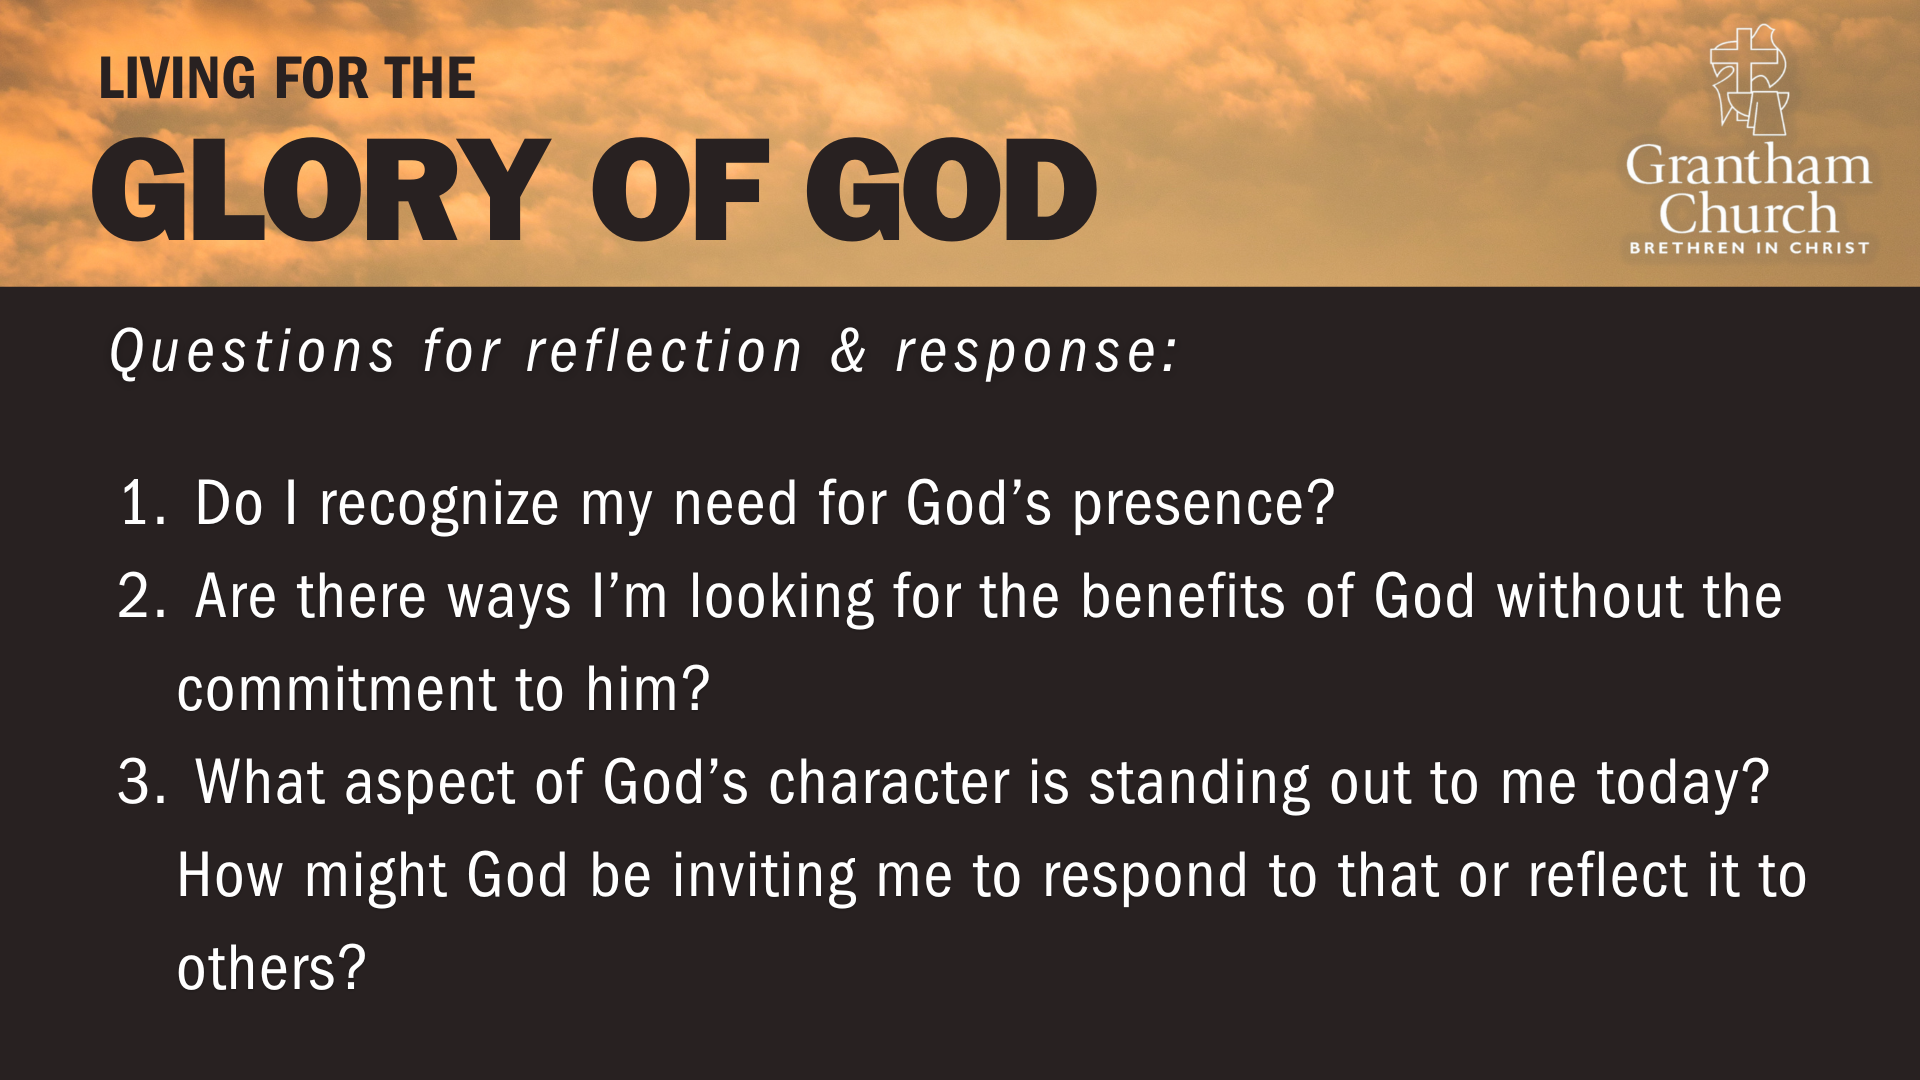 LIVING FOR THE
GLORY OF GOD
Grantham
Church
BRETHREN IN CHRIST
Questions for reflection & response:
1. Do I recognize my need for God’s presence?
2. Are there ways I’m looking for the benefits of God without the
commitment to him?
3. What aspect of God’s character is standing out to me today?
How might God be inviting me to respond to that or reflect it to
others?